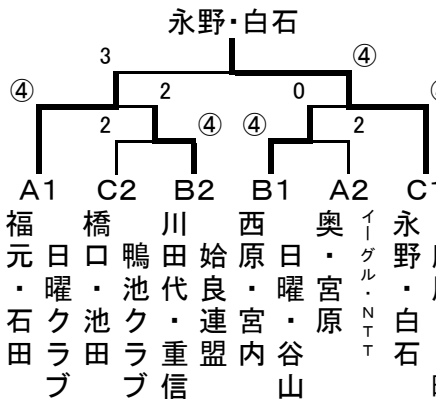 永野・白石
3
④
④
2
0
2
④
④
2
A1
C2
B2
B1
A2
福元・石田
日曜クラブ
橋口・池田
鴨池クラブ
川田代・重信
姶良連盟
西原・宮内
日曜・谷山
奥・宮原
イーグル・NTT
永野・白石